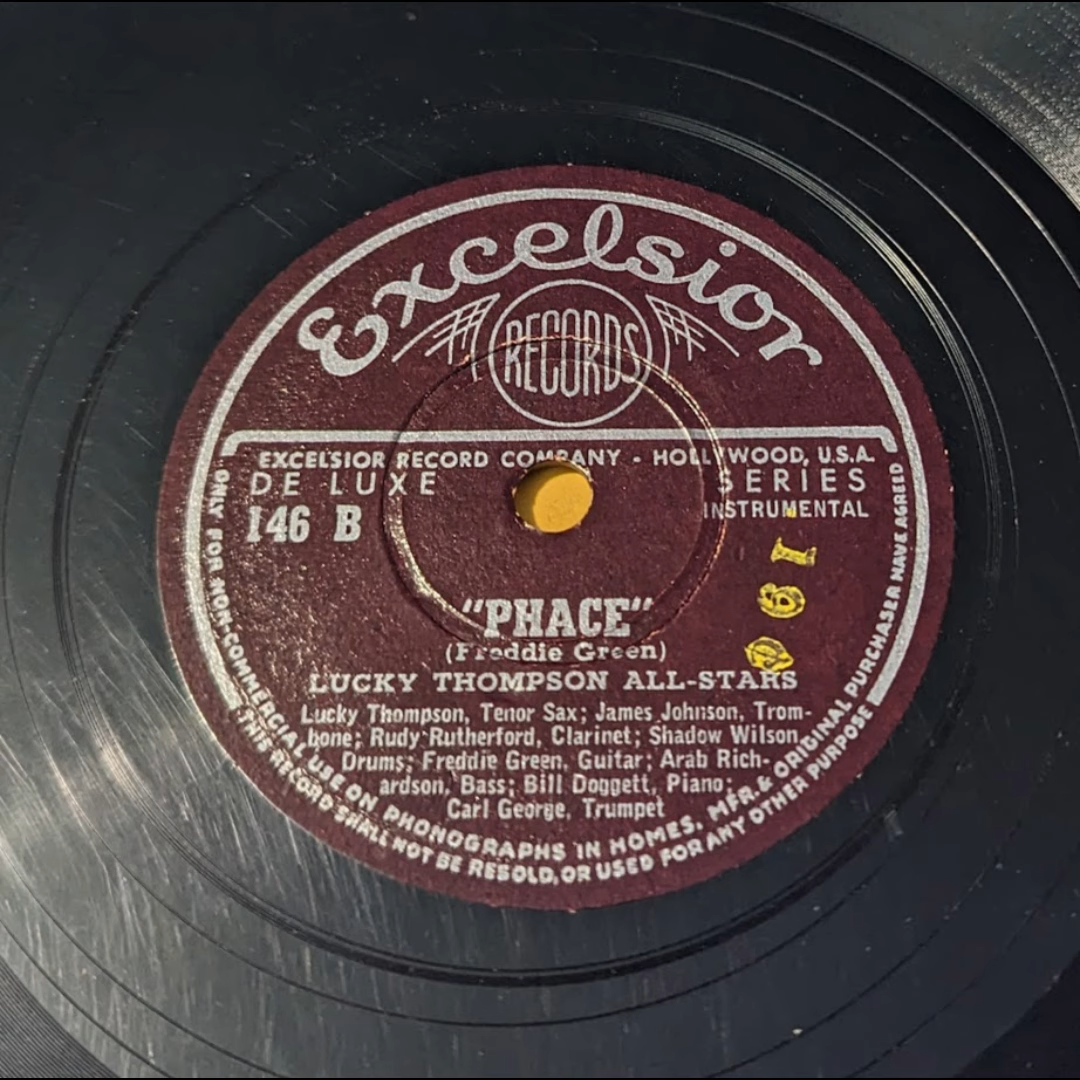 Excelsior
RECORDS
EXCELSIOR RECORD COMPANY - HOLLYWOOD, U.S.A.
DE LUXE SERIES
146 B INSTRUMENTAL
190
"PHACE"
(Freddie Green)
LUCKY THOMPSON ALL-STARS
Lucky Thompson, Tenor Sax; James Johnson, Trom-
bone; Rudy Rutherford, Clarinet; Shadow Wilson,
Drums; Freddie Green, Guitar; Arab Rich-
ardson, Bass; Bill Doggett, Piano;
Carl George, Trumpet
ONLY FOR NON-COMMERCIAL USE ON PHONOGRAPHS IN HOMES. MFR. & ORIGINAL PURCHASER HAVE AGREED
THIS RECORD SHALL NOT BE RESOLD, OR USED FOR ANY OTHER PURPOSE